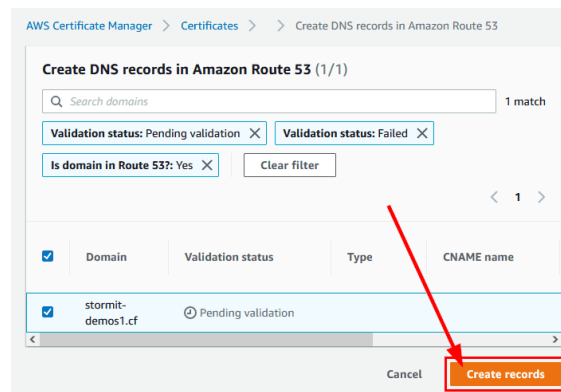 AWS Certificate Manager > Certificates > > Create DNS records in Amazon Route 53
Create DNS records in Amazon Route 53 (1/1)
Search domains
1 match
Validation status: Pending validation X Validation status: Failed X
Is domain in Route 53?: Yes X Clear filter
< 1 >
Domain Validation status Type CNAME name
stormit-
demos1.cf
Pending validation
Cancel Create records